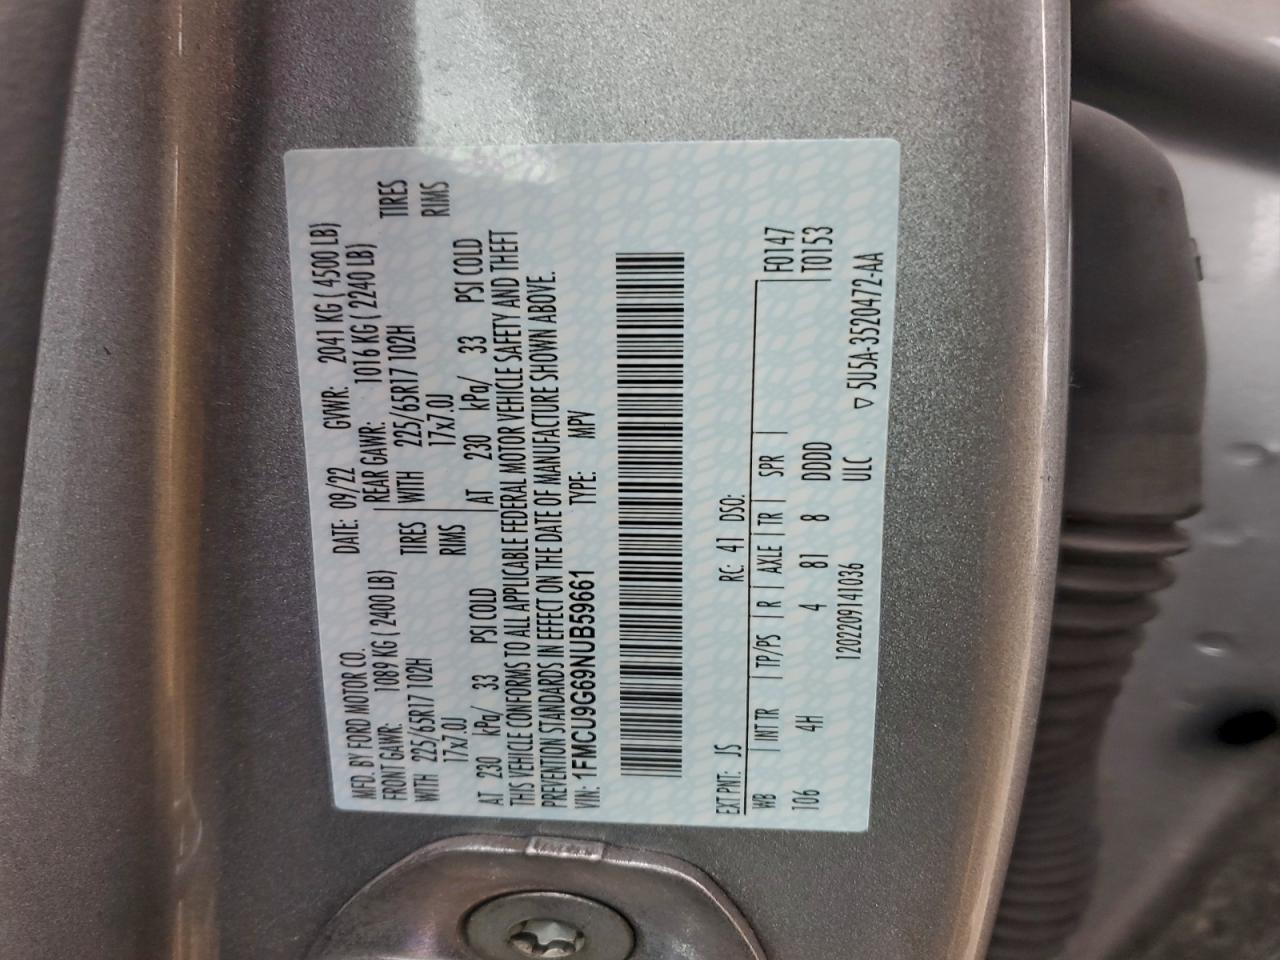 MFD. BY FORD MOTOR CO. DATE: 09/22 GVWR: 2041 KG ( 4500 LB)
FRONT GAWR: 1089 KG ( 2400 LB) REAR GAWR: 1016 KG ( 2240 LB)
WITH 225/65R17 102H TIRES WITH 225/65R17 102H TIRES
17x7.0J RIMS 17x7.0J RIMS
AT 230 kPa/ 33 PSI COLD AT 230 kPa/ 33 PSI COLD
THIS VEHICLE CONFORMS TO ALL APPLICABLE FEDERAL MOTOR VEHICLE SAFETY AND THEFT
PREVENTION STANDARDS IN EFFECT ON THE DATE OF MANUFACTURE SHOWN ABOVE.
VIN: 1FMCU9G69NUB59661 TYPE: MPV
EXT PNT: JS RC: 41 DSO:
WB | INT TR | TP/PS | R | AXLE | TR | SPR | F0147
106 4H 4 81 8 DDDD T0153
1202209141036 ULC ▽ 5U5A-3520472-AA